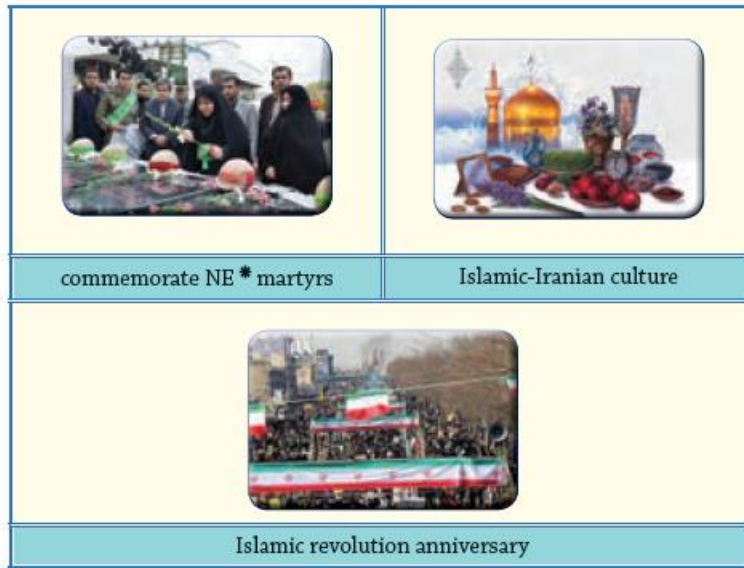 commemorate NE * martyrs
Islamic-Iranian culture
Islamic revolution anniversary